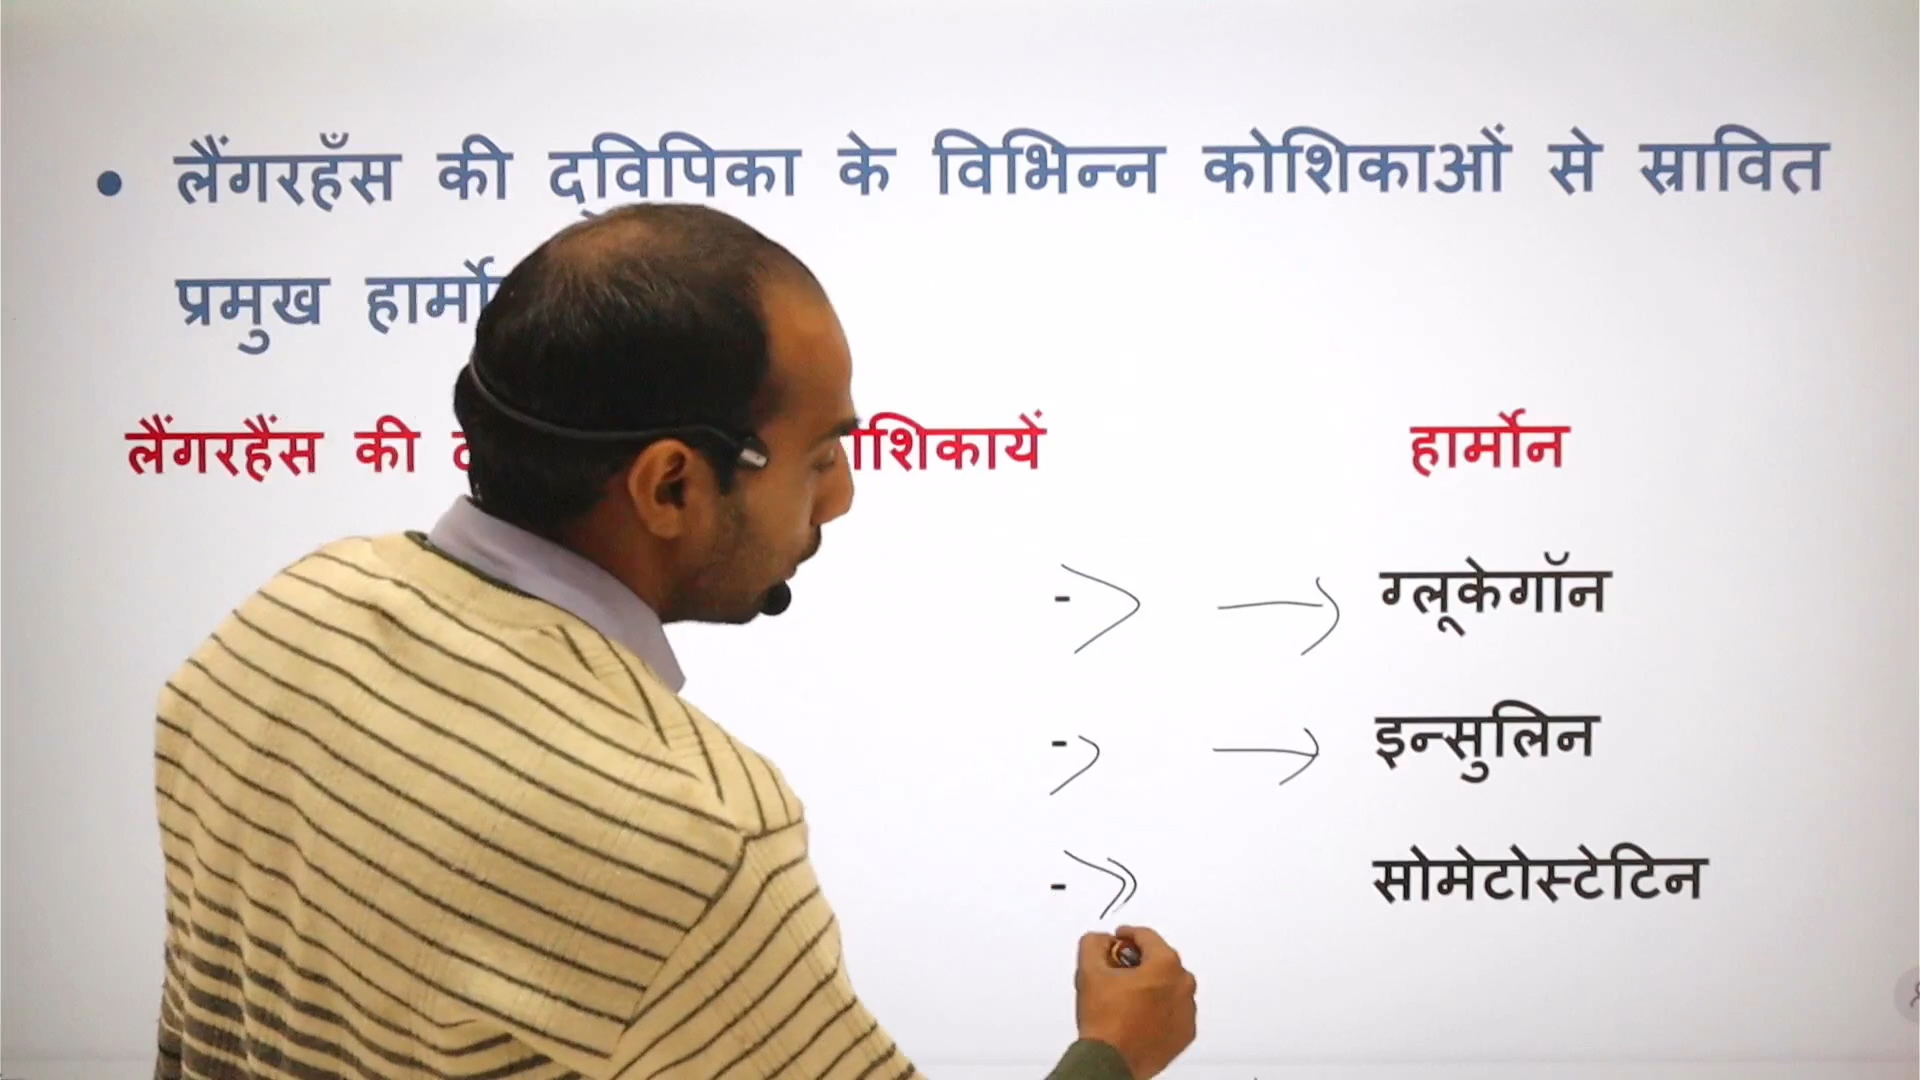 • लैंगरहँस की द्विपिका के विभिन्न कोशिकाओं से स्रावित
प्रमुख
लैंगरहैंस की हार्मोन
- ग्लूकेगॉन
- इन्सुलिन
- सोमेटोस्टेटिन